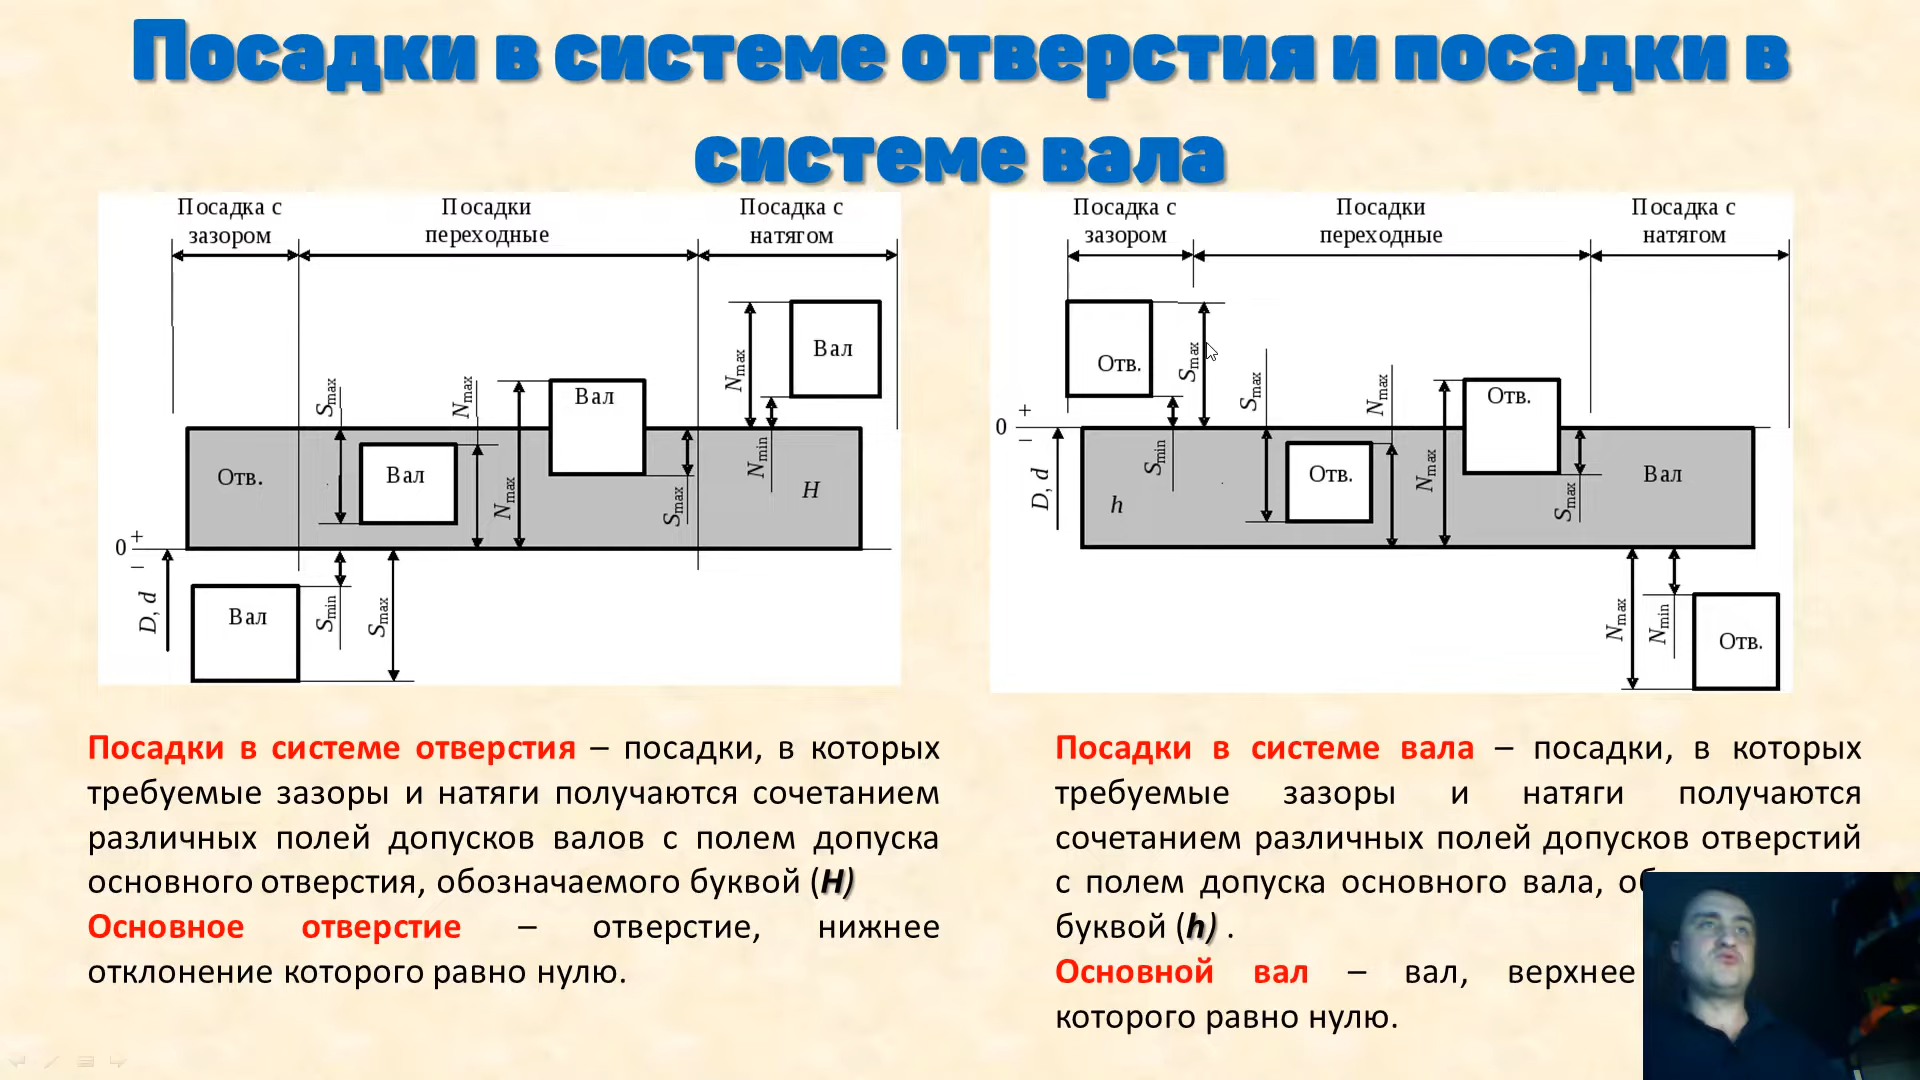 Посадки в системе отверстия и посадки в
системе вала
Посадка с
зазором
Посадки
переходные
Посадка с
натягом
Вал
Nmax
Nmin
Вал
Smax
Nmax
Отв.
Вал
Nmax
Smax
H
0
+
–
D, d
Вал
Smin
Smax
Посадка с
зазором
Посадки
переходные
Посадка с
натягом
Отв.
Smax
Smin
Smax
Nmax
Отв.
0
+
–
D, d
h
Отв.
Nmax
Smax
Вал
Nmax
Nmin
Отв.
Посадки в системе отверстия – посадки, в которых
требуемые зазоры и натяги получаются сочетанием
различных полей допусков валов с полем допуска
основного отверстия, обозначаемого буквой (H)
Основное отверстие – отверстие, нижнее
отклонение которого равно нулю.
Посадки в системе вала – посадки, в которых
требуемые зазоры и натяги получаются
сочетанием различных полей допусков отверстий
с полем допуска основного вала,
буквой (h) .
Основной вал – вал, верхнее
которого равно нулю.